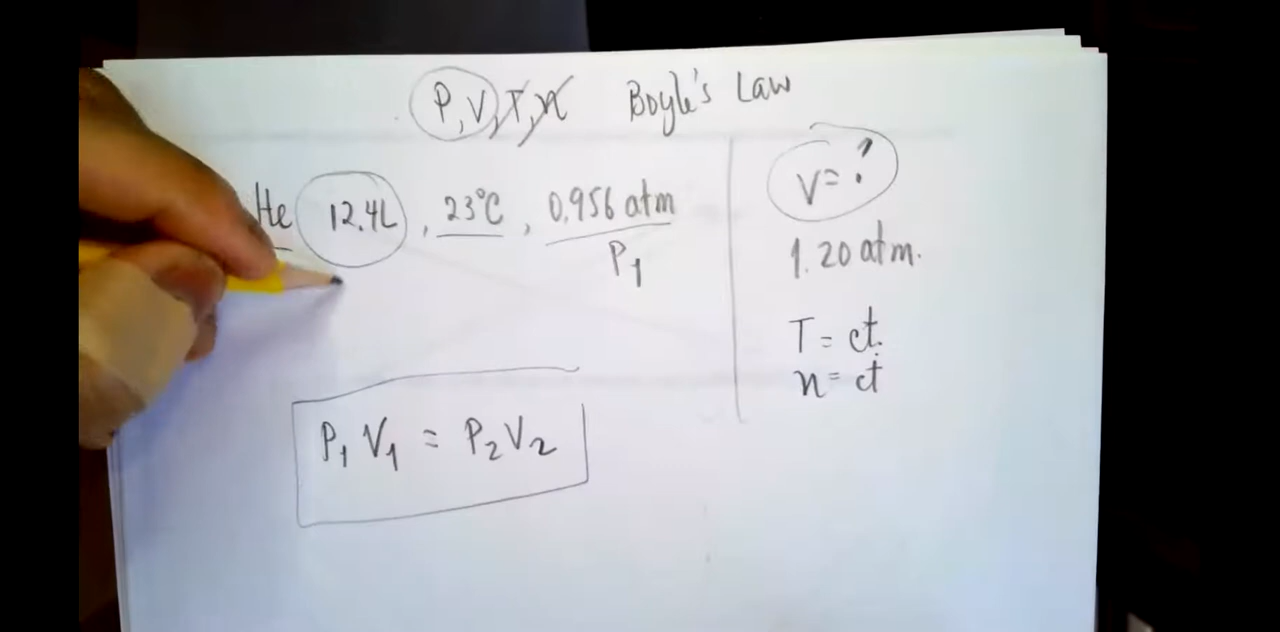 P, V, T, n Boyle's Law
He 12.4L, 23°C, 0.956 atm
P1
V = ?
1.20 atm.
T = ct.
n = ct
P1 V1 = P2 V2